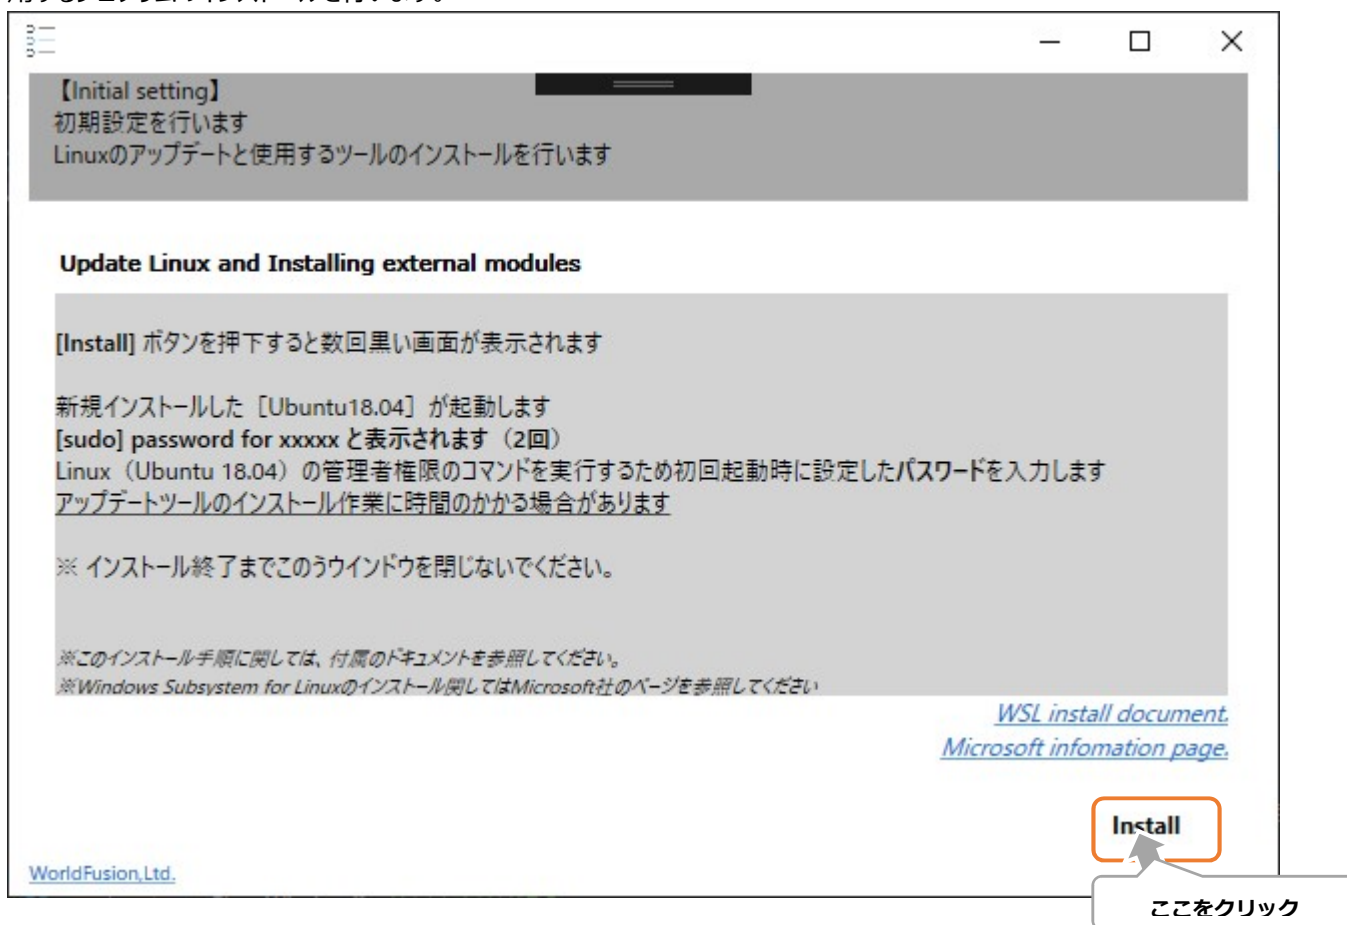 【Initial setting】
初期設定を行います
Linuxのアップデートと使用するツールのインストールを行います
Update Linux and Installing external modules
[Install] ボタンを押下すると数回黒い画面が表示されます
新規インストールした［Ubuntu18.04］が起動します
[sudo] password for xxxxx と表示されます（2回）
Linux（Ubuntu 18.04）の管理者権限のコマンドを実行するため初回起動時に設定したパスワードを入力します
アップデートツールのインストール作業に時間のかかる場合があります
※ インストール終了までこのうウインドウを閉じないでください。
※このインストール手順に関しては、付属のドキュメントを参照してください。
※Windows Subsystem for Linuxのインストール関してはMicrosoft社のページを参照してください
WSL install document.
Microsoft infomation page.
Install
WorldFusion,Ltd.
ここをクリック